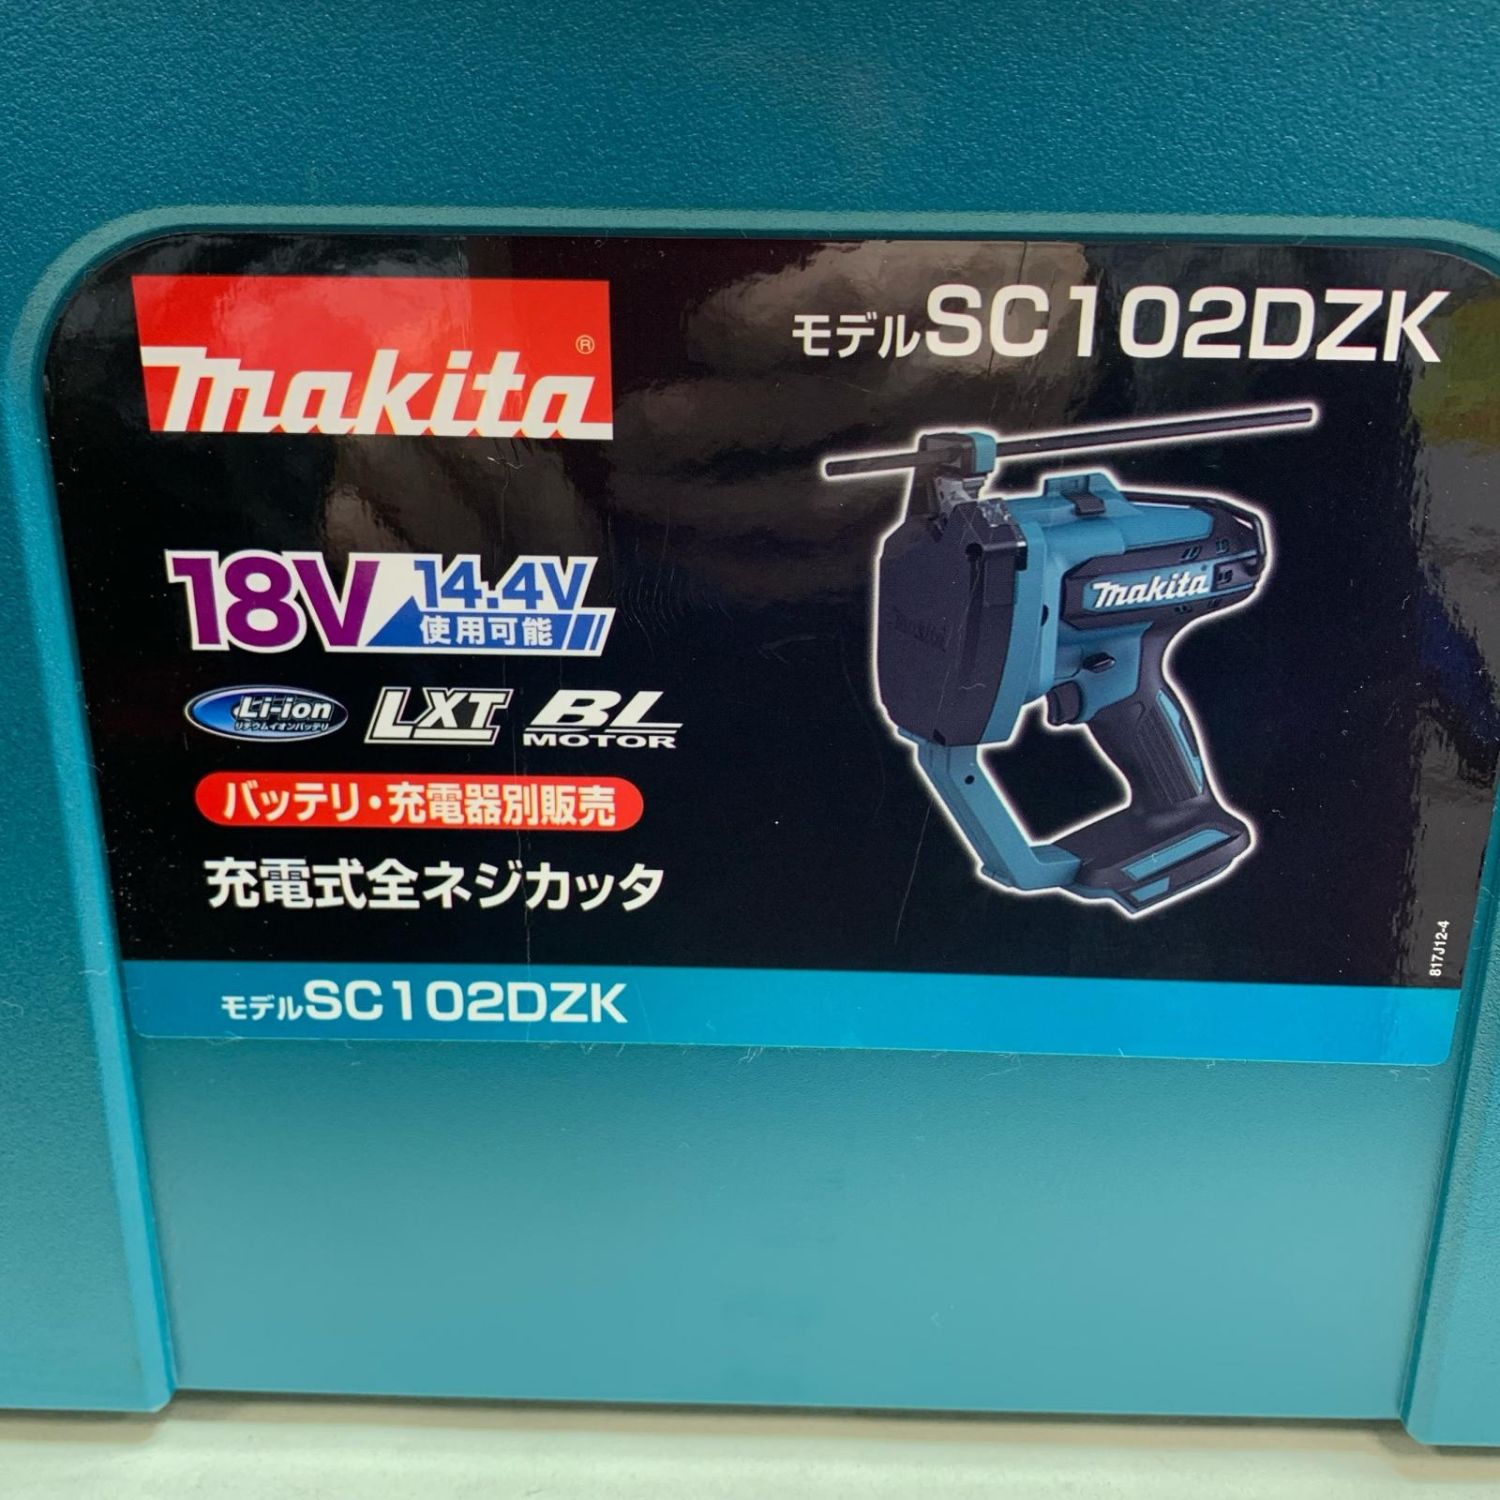 makita®
モデルSC102DZK
18V 14.4V
使用可能
makita
Li-ion
リチウムイオンバッテリ
LXT
BL
MOTOR
バッテリ・充電器別販売
充電式全ネジカッタ
817J12-4
モデルSC102DZK